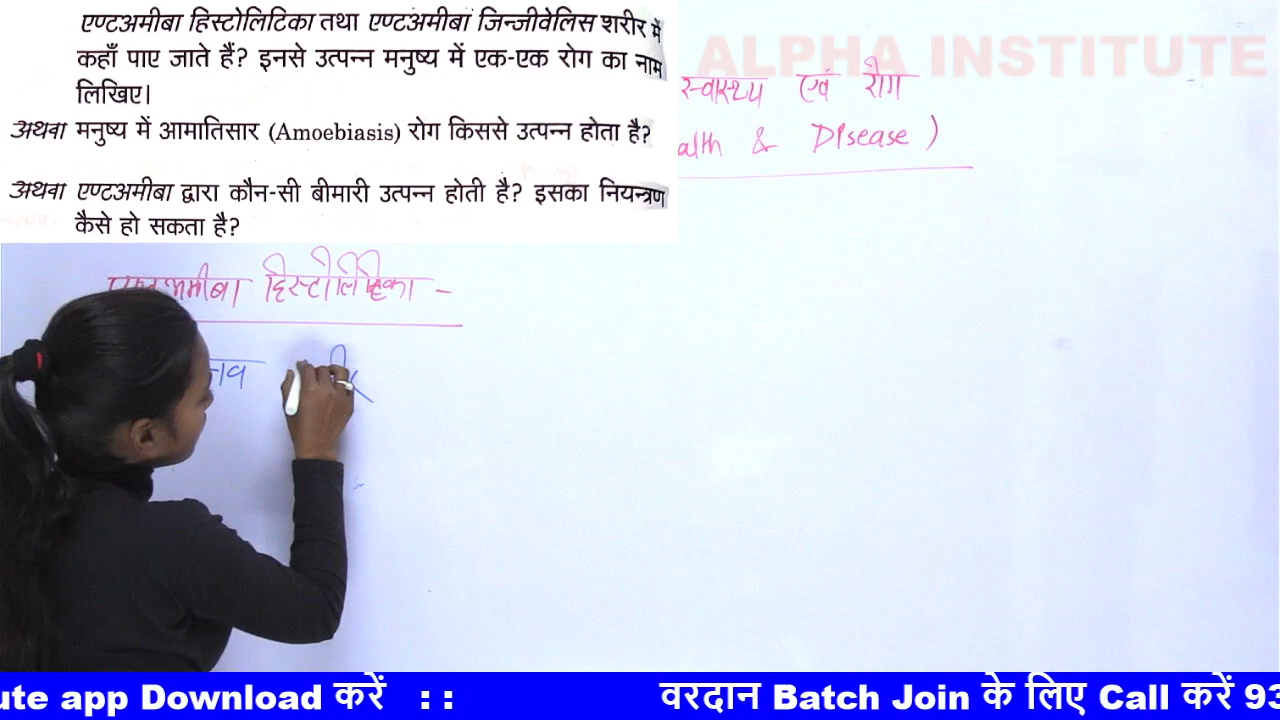 एण्टअमीबा हिस्टोलिटिका तथा एण्टअमीबा जिन्जीवेलिस शरीर में
कहाँ पाए जाते हैं? इनसे उत्पन्न मनुष्य में एक-एक रोग का नाम
लिखिए।
अथवा मनुष्य में आमातिसार (Amoebiasis) रोग किससे उत्पन्न होता है?
अथवा एण्टअमीबा द्वारा कौन-सी बीमारी उत्पन्न होती है? इसका नियन्त्रण
कैसे हो सकता है?
ALPHA INSTITUTE
स्वास्थ्य एवं रोग
alth & Disease )
एण्टअमीबा हिस्टोलिटिका -
ute app Download करें : : वरदान Batch Join के लिए Call करें 93